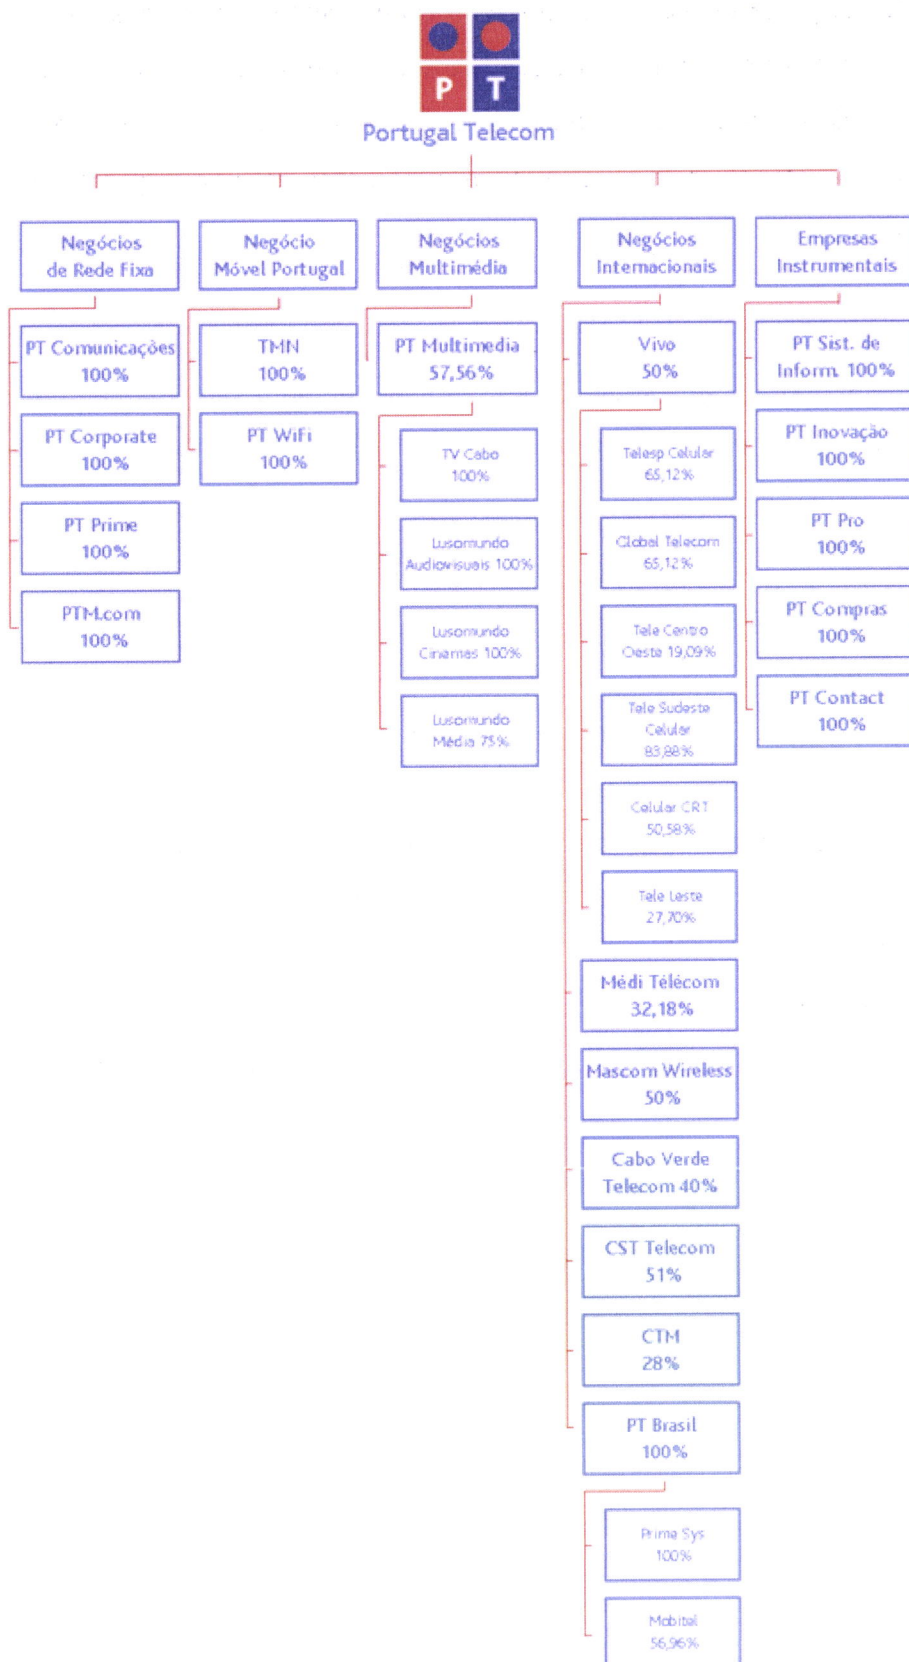 P T
Portugal Telecom
Negócios
de Rede Fixa
PT Comunicações
100%
PT Corporate
100%
PT Prime
100%
PTM.com
100%
Negócio
Móvel Portugal
TMN
100%
PT WiFi
100%
Negócios
Multimédia
PT Multimedia
57,56%
TV Cabo
100%
Lusomundo
Audiovisuais 100%
Lusomundo
Cinemas 100%
Lusomundo
Média 75%
Negócios
Internacionais
Vivo
50%
Telesp Celular
65,12%
Global Telecom
65,12%
Tele Centro
Oeste 19,09%
Tele Sudeste
Celular
83,88%
Celular CRT
50,58%
Tele Leste
27,70%
Médi Télécom
32,18%
Mascom Wireless
50%
Cabo Verde
Telecom 40%
CST Telecom
51%
CTM
28%
PT Brasil
100%
Prime Sys
100%
Mobitel
56,96%
Empresas
Instrumentais
PT Sist. de
Inform. 100%
PT Inovação
100%
PT Pro
100%
PT Compras
100%
PT Contact
100%